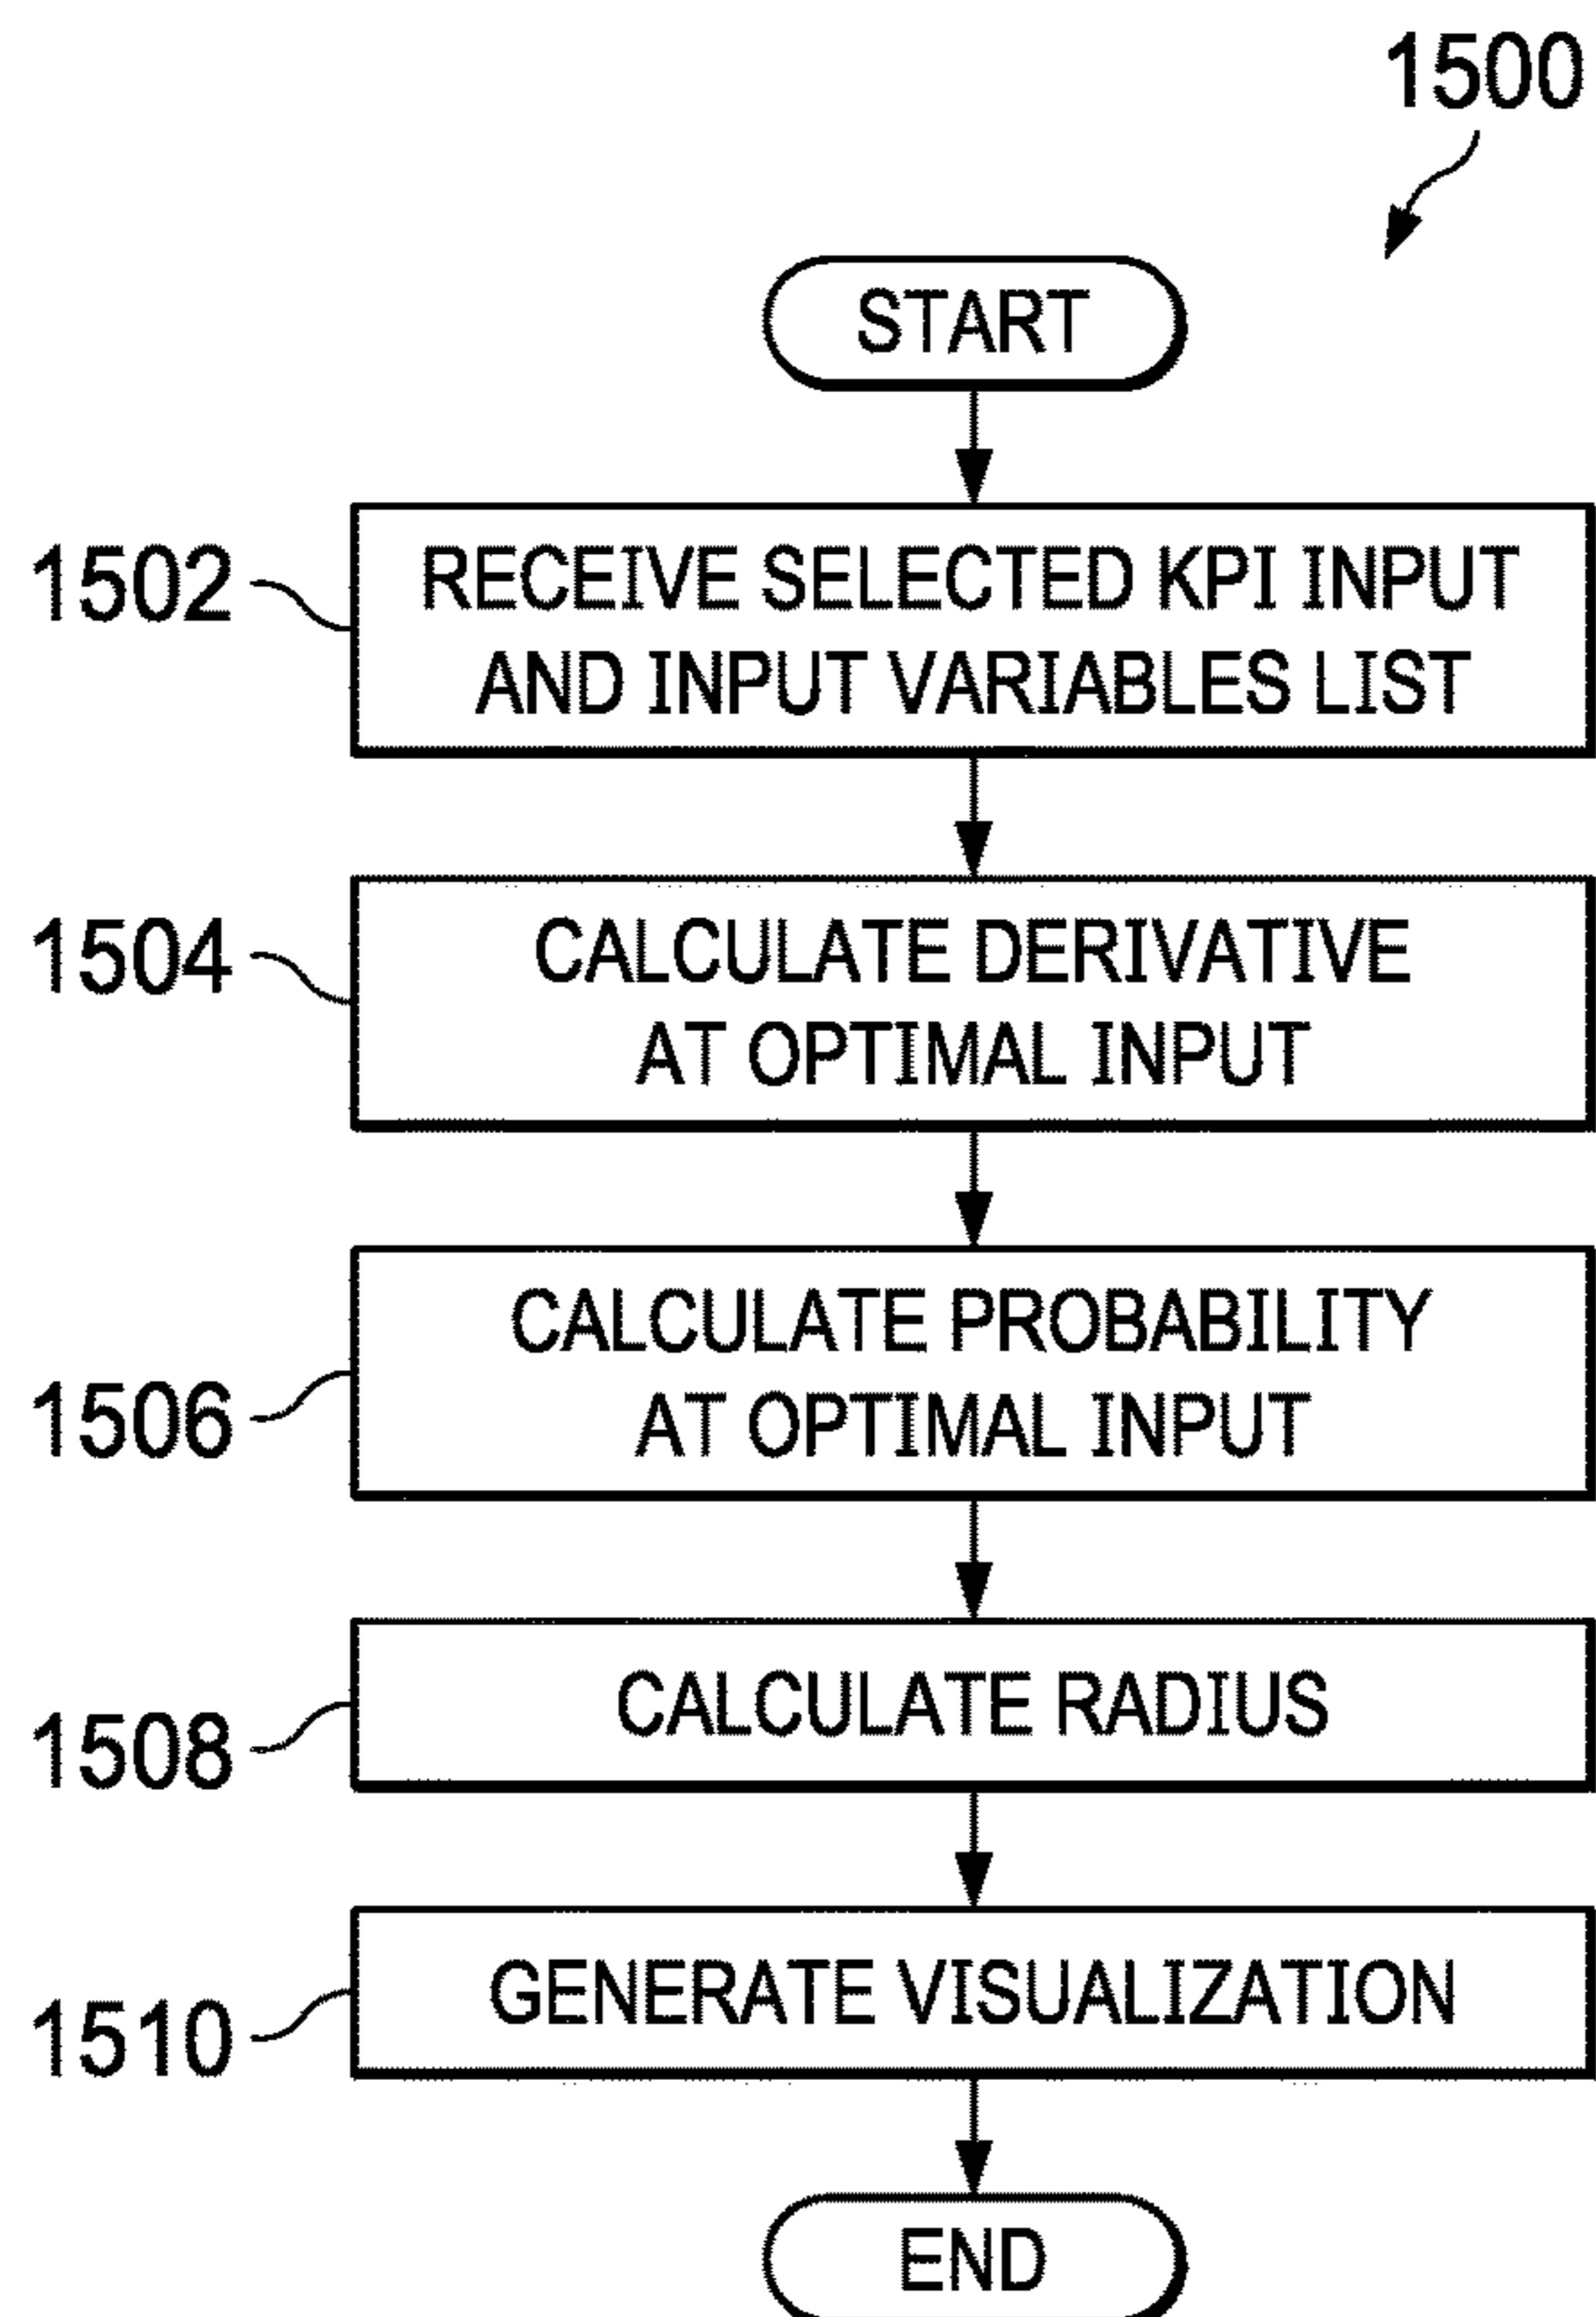 1500
START
1502
RECEIVE SELECTED KPI INPUT
AND INPUT VARIABLES LIST
1504
CALCULATE DERIVATIVE
AT OPTIMAL INPUT
1506
CALCULATE PROBABILITY
AT OPTIMAL INPUT
1508
CALCULATE RADIUS
1510
GENERATE VISUALIZATION
END